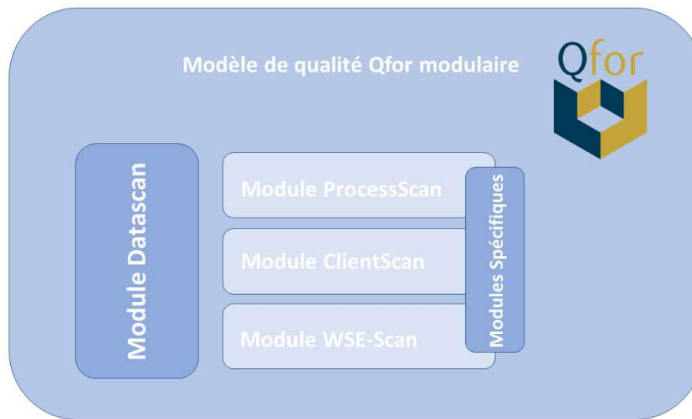 Modèle de qualité Qfor modulaire
Qfor
Module Datascan
Module ProcessScan
Module ClientScan
Module WSE-Scan
Modules Spécifiques